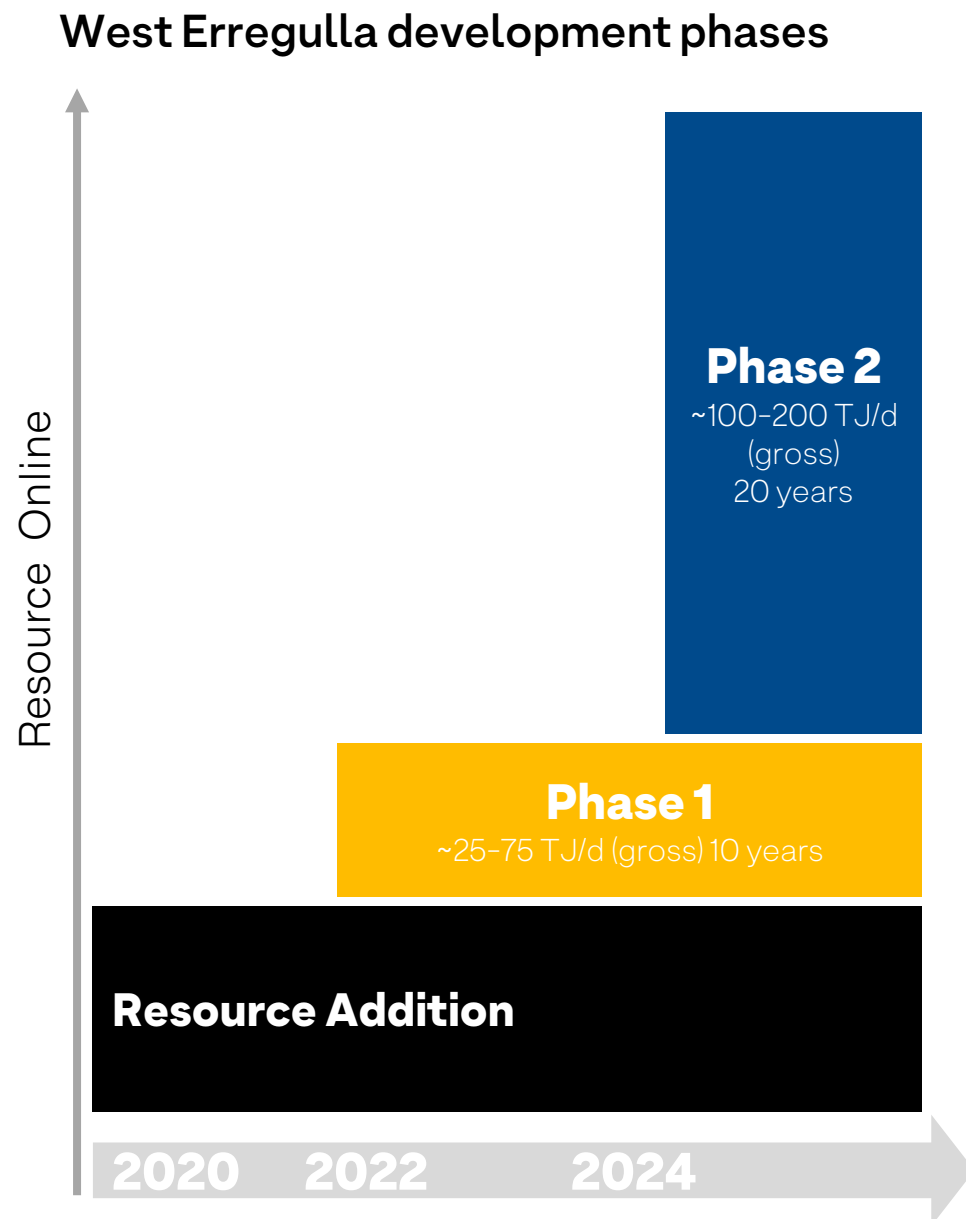 West Erregulla development phases
Resource Online
Phase 2
~100-200 TJ/d
(gross)
20 years
Phase 1
~25-75 TJ/d (gross) 10 years
Resource Addition
2020 2022 2024